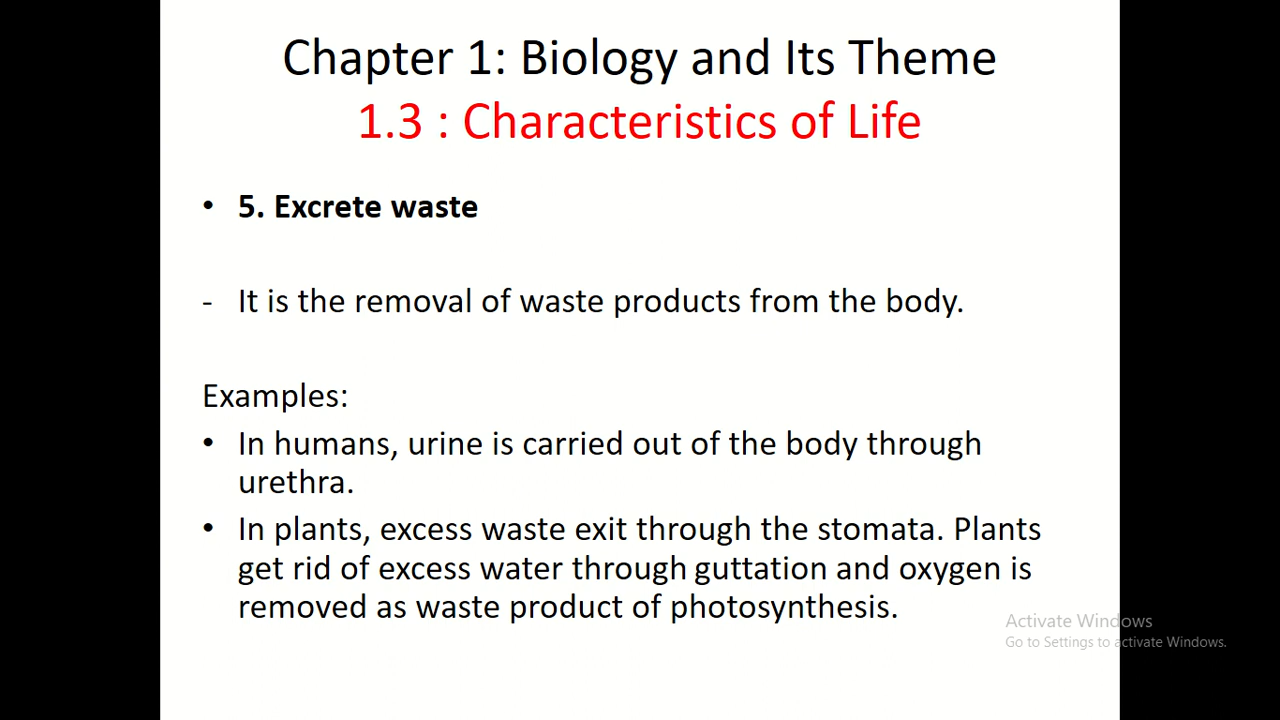 Chapter 1: Biology and Its Theme
1.3 : Characteristics of Life
• 5. Excrete waste
- It is the removal of waste products from the body.
Examples:
• In humans, urine is carried out of the body through
urethra.
• In plants, excess waste exit through the stomata. Plants
get rid of excess water through guttation and oxygen is
removed as waste product of photosynthesis.
Activate Windows
Go to Settings to activate Windows.